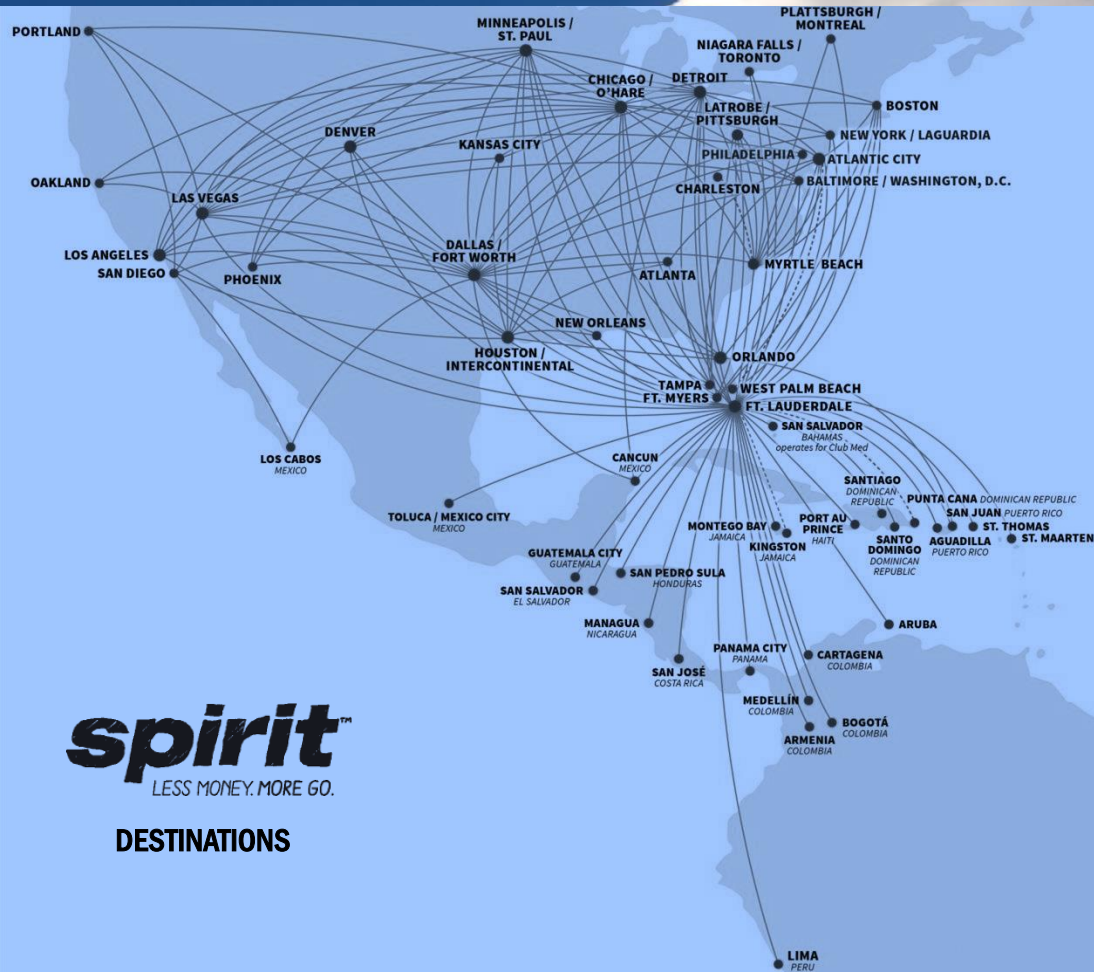 PORTLAND
MINNEAPOLIS /
ST. PAUL
PLATTSBURGH /
MONTREAL
NIAGARA FALLS /
TORONTO
CHICAGO /
O'HARE
DETROIT
LATROBE /
PITTSBURGH
BOSTON
DENVER
KANSAS CITY
NEW YORK / LAGUARDIA
PHILADELPHIA
ATLANTIC CITY
OAKLAND
CHARLESTON
BALTIMORE / WASHINGTON, D.C.
LAS VEGAS
LOS ANGELES
SAN DIEGO
PHOENIX
DALLAS /
FORT WORTH
ATLANTA
MYRTLE BEACH
NEW ORLEANS
HOUSTON /
INTERCONTINENTAL
ORLANDO
TAMPA
FT. MYERS
WEST PALM BEACH
FT. LAUDERDALE
SAN SALVADOR
BAHAMAS
operates for Club Med
LOS CABOS
MEXICO
CANCUN
MEXICO
TOLUCA / MEXICO CITY
MEXICO
SANTIAGO
DOMINICAN
REPUBLIC
PUNTA CANA DOMINICAN REPUBLIC
SAN JUAN PUERTO RICO
ST. THOMAS
ST. MAARTEN
MONTEGO BAY
JAMAICA
KINGSTON
JAMAICA
PORT AU
PRINCE
HAITI
SANTO
DOMINGO
DOMINICAN
REPUBLIC
AGUADILLA
PUERTO RICO
GUATEMALA CITY
GUATEMALA
SAN PEDRO SULA
HONDURAS
SAN SALVADOR
EL SALVADOR
MANAGUA
NICARAGUA
ARUBA
SAN JOSÉ
COSTA RICA
PANAMA CITY
PANAMA
CARTAGENA
COLOMBIA
MEDELLÍN
COLOMBIA
BOGOTÁ
COLOMBIA
ARMENIA
COLOMBIA
spirit™
LESS MONEY. MORE GO.
DESTINATIONS
LIMA
PERU